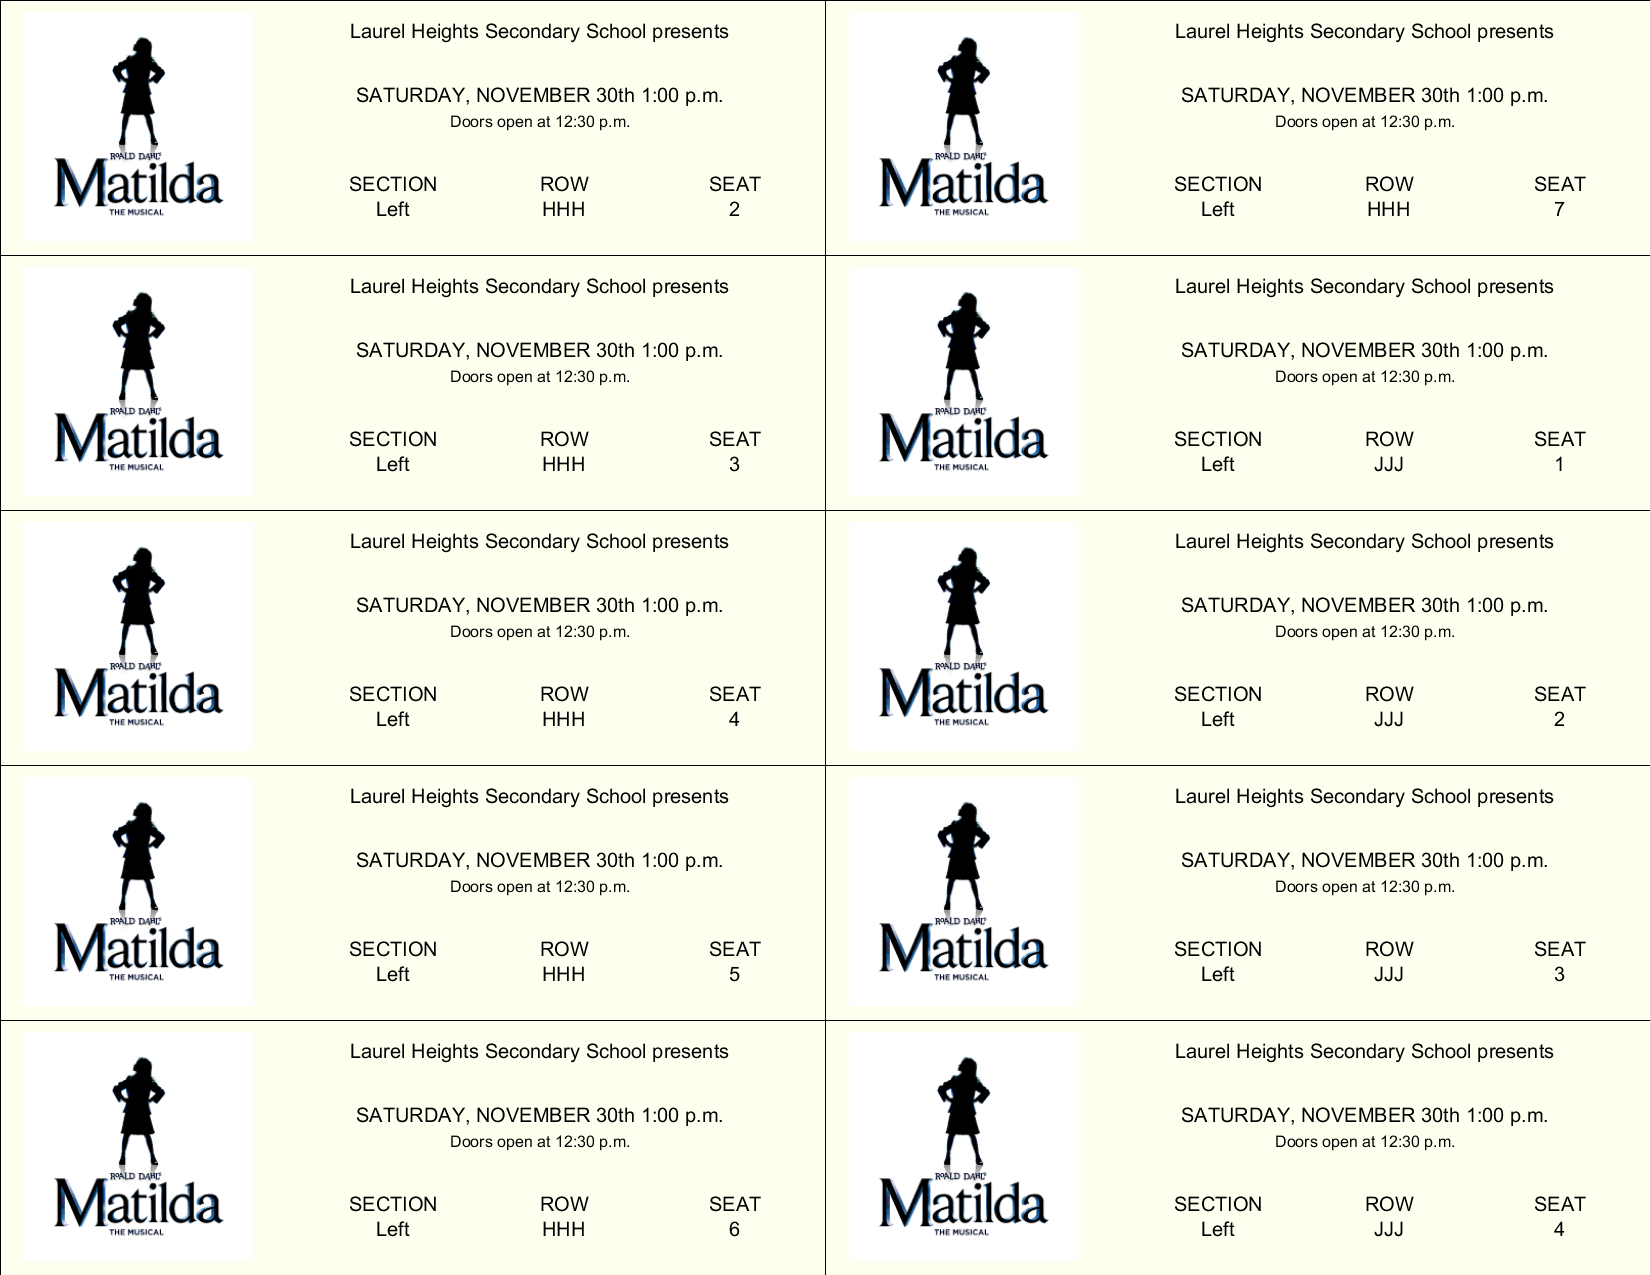 Laurel Heights Secondary School presents
SATURDAY, NOVEMBER 30th 1:00 p.m.
Doors open at 12:30 p.m.
ROALD DAHL'S
Matilda
THE MUSICAL
SECTION ROW SEAT
Left HHH 2
Laurel Heights Secondary School presents
SATURDAY, NOVEMBER 30th 1:00 p.m.
Doors open at 12:30 p.m.
ROALD DAHL'S
Matilda
THE MUSICAL
SECTION ROW SEAT
Left HHH 7
Laurel Heights Secondary School presents
SATURDAY, NOVEMBER 30th 1:00 p.m.
Doors open at 12:30 p.m.
ROALD DAHL'S
Matilda
THE MUSICAL
SECTION ROW SEAT
Left HHH 3
Laurel Heights Secondary School presents
SATURDAY, NOVEMBER 30th 1:00 p.m.
Doors open at 12:30 p.m.
ROALD DAHL'S
Matilda
THE MUSICAL
SECTION ROW SEAT
Left JJJ 1
Laurel Heights Secondary School presents
SATURDAY, NOVEMBER 30th 1:00 p.m.
Doors open at 12:30 p.m.
ROALD DAHL'S
Matilda
THE MUSICAL
SECTION ROW SEAT
Left HHH 4
Laurel Heights Secondary School presents
SATURDAY, NOVEMBER 30th 1:00 p.m.
Doors open at 12:30 p.m.
ROALD DAHL'S
Matilda
THE MUSICAL
SECTION ROW SEAT
Left JJJ 2
Laurel Heights Secondary School presents
SATURDAY, NOVEMBER 30th 1:00 p.m.
Doors open at 12:30 p.m.
ROALD DAHL'S
Matilda
THE MUSICAL
SECTION ROW SEAT
Left HHH 5
Laurel Heights Secondary School presents
SATURDAY, NOVEMBER 30th 1:00 p.m.
Doors open at 12:30 p.m.
ROALD DAHL'S
Matilda
THE MUSICAL
SECTION ROW SEAT
Left JJJ 3
Laurel Heights Secondary School presents
SATURDAY, NOVEMBER 30th 1:00 p.m.
Doors open at 12:30 p.m.
ROALD DAHL'S
Matilda
THE MUSICAL
SECTION ROW SEAT
Left HHH 6
Laurel Heights Secondary School presents
SATURDAY, NOVEMBER 30th 1:00 p.m.
Doors open at 12:30 p.m.
ROALD DAHL'S
Matilda
THE MUSICAL
SECTION ROW SEAT
Left JJJ 4